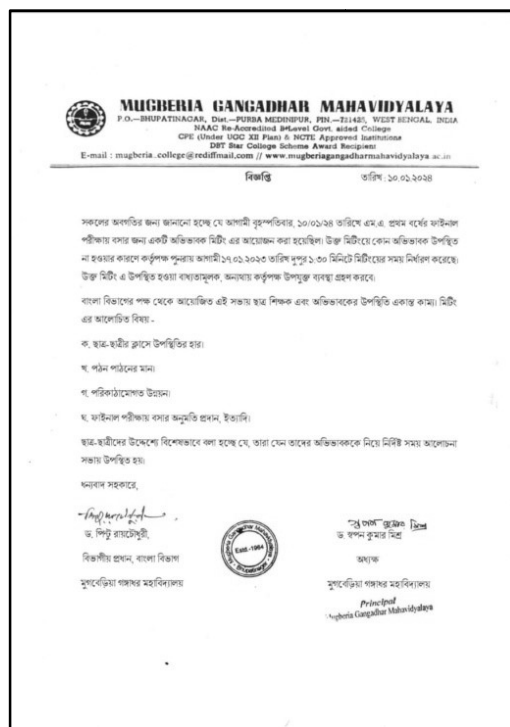 MUGBERIA GANGADHAR MAHAVIDYALAYA
P.O.—BHUPATINAGAR, Dist.—PURBA MEDINIPUR, PIN.—721425, WEST BENGAL, INDIA
NAAC Re-Accredited B+Level Govt. aided College
CPE (Under UGC XII Plan) & NCTE Approved Institutions
DBT Star College Scheme Award Recipient
E-mail : mugberia_college@rediffmail.com // www.mugberiagangadharmahavidyalaya.ac.in
বিজ্ঞপ্তি তারিখ :১০.০১.২০২৪
সকলের অবগতির জন্য জানানো হচ্ছে যে আগামী বৃহস্পতিবার, ১০/০১/২৪ তারিখে এম.এ. প্রথম বর্ষের ফাইনাল
পরীক্ষায় বসার জন্য একটি অভিভাবক মিটিং এর আয়োজন করা হয়েছিল। উক্ত মিটিংয়ে কোন অভিভাবক উপস্থিত
না হওয়ার কারণে কর্তৃপক্ষ পুনরায় আগামী ১৭.০১.২০২৩ তারিখ দুপুর ১:৩০ মিনিটে মিটিংয়ের সময় নির্ধারণ করেছে।
উক্ত মিটিং এ উপস্থিত হওয়া বাধ্যতামূলক, অন্যথায় কর্তৃপক্ষ উপযুক্ত ব্যবস্থা গ্রহণ করবে।
বাংলা বিভাগের পক্ষ থেকে আয়োজিত এই সভায় ছাত্র শিক্ষক এবং অভিভাবকের উপস্থিতি একান্ত কাম্য। মিটিং
এর আলোচিত বিষয় -
ক. ছাত্র-ছাত্রীর ক্লাসে উপস্থিতির হার।
খ. পঠন পাঠনের মান।
গ. পরিকাঠামোগত উন্নয়ন।
ঘ. ফাইনাল পরীক্ষায় বসার অনুমতি প্রদান, ইত্যাদি।
ছাত্র-ছাত্রীদের উদ্দেশ্যে বিশেষভাবে বলা হচ্ছে যে, তারা যেন তাদের অভিভাবককে নিয়ে নির্দিষ্ট সময় আলোচনা
সভায় উপস্থিত হয়।
ধন্যবাদ সহকারে,
ড. পিন্টু রায়চৌধুরী, ড. স্বপন কুমার মিশ্র
বিভাগীয় প্রধান, বাংলা বিভাগ অধ্যক্ষ
মুগবেড়িয়া গঙ্গাধর মহাবিদ্যালয় মুগবেড়িয়া গঙ্গাধর মহাবিদ্যালয়
Estd.-1964
Principal
Mugberia Gangadhar Mahavidyalaya